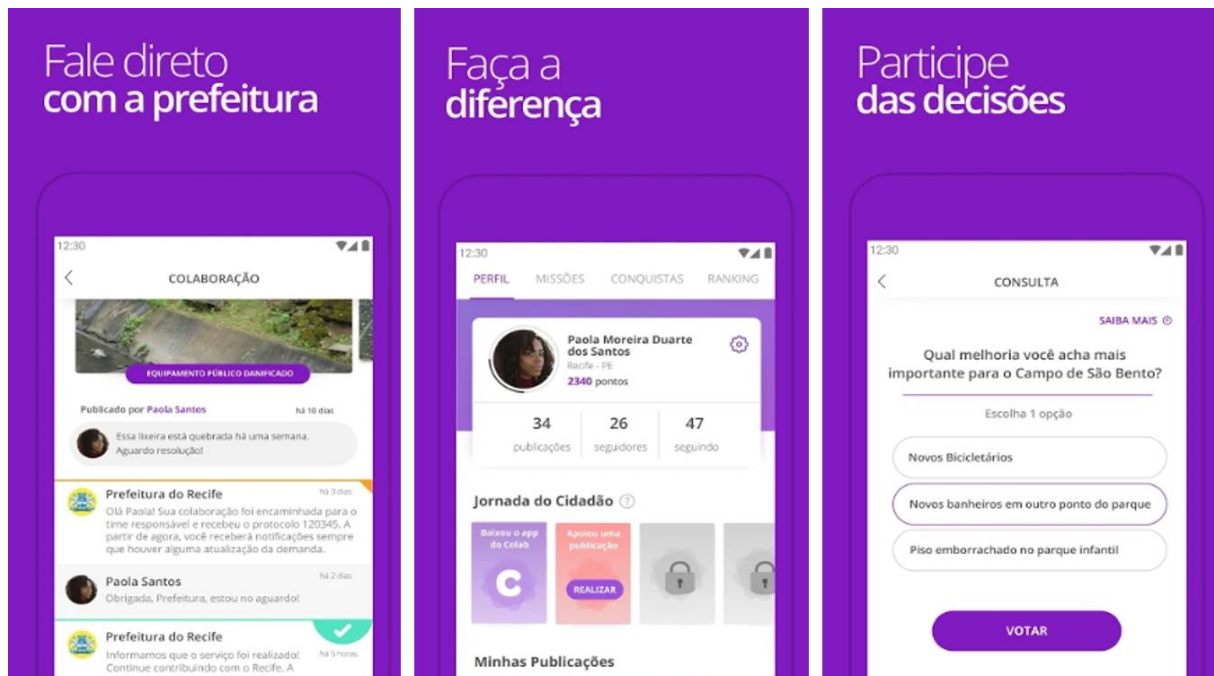 Fale direto
com a prefeitura
12:30
COLABORAÇÃO
EQUIPAMENTO PÚBLICO DANIFICADO
Publicado por Paola Santos
há 10 dias
Essa lixeira está quebrada há uma semana.
Aguardo resolução!
Prefeitura do Recife
há 3 dias
Olá Paola! Sua colaboração foi encaminhada para o
time responsável e recebeu o protocolo 120345. A
partir de agora, você receberá notificações sempre
que houver alguma atualização da demanda.
Paola Santos
há 2 dias
Obrigada, Prefeitura, estou no aguardo!
Prefeitura do Recife
há 5 horas
Informamos que o serviço foi realizado!
Continue contribuindo com o Recife. A
Faça a
diferença
12:30
PERFIL MISSÕES CONQUISTAS RANKING
Paola Moreira Duarte
dos Santos
Recife - PE
2340 pontos
34 26 47
publicações seguidores seguindo
Jornada do Cidadão ?
Baixou o app
do Colab
C
Apoiou uma
publicação
REALIZAR
Minhas Publicações
Participe
das decisões
12:30
CONSULTA
SAIBA MAIS
Qual melhoria você acha mais
importante para o Campo de São Bento?
Escolha 1 opção
Novos Bicicletários
Novos banheiros em outro ponto do parque
Piso emborrachado no parque infantil
VOTAR